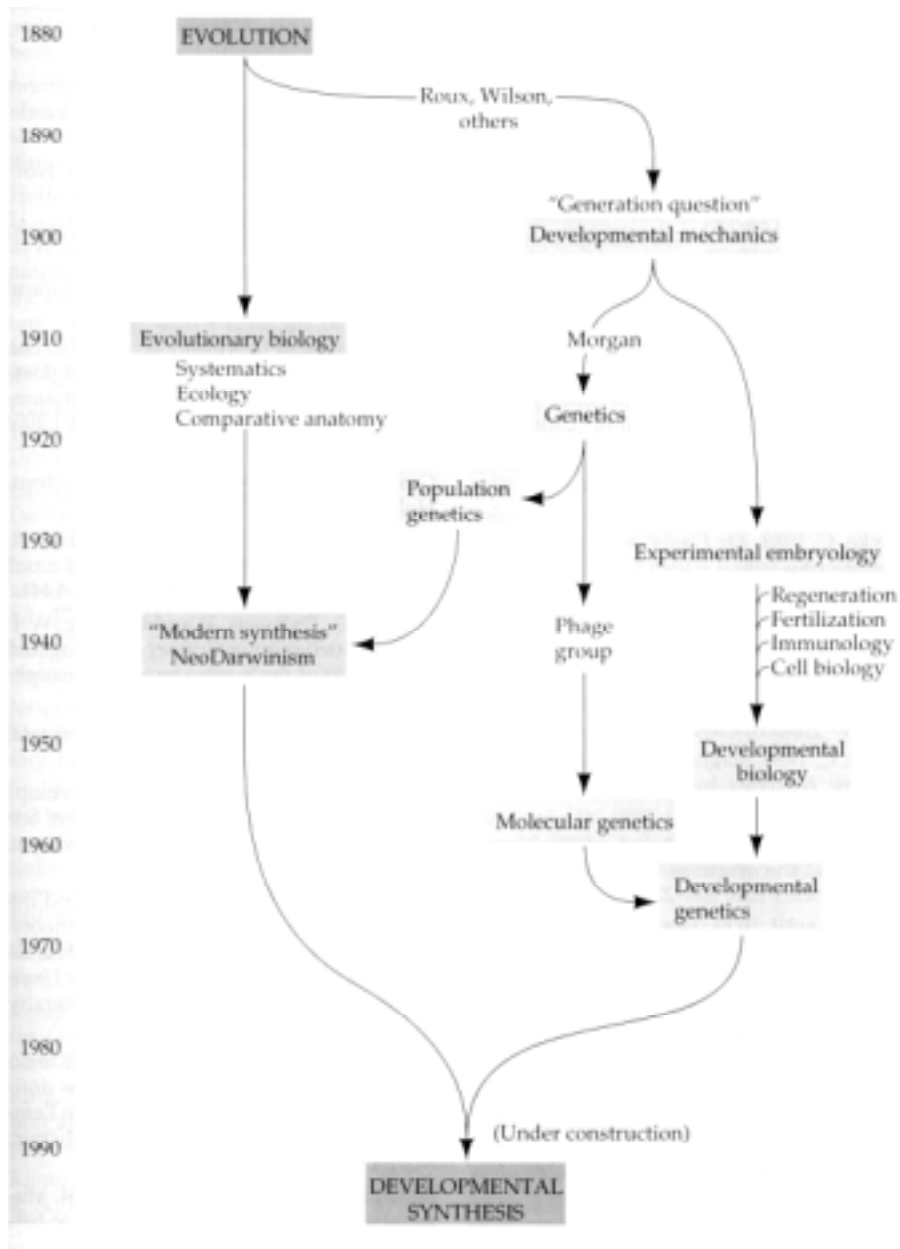 1880
EVOLUTION
Roux, Wilson,
others
1890
"Generation question"
1900
Developmental mechanics
1910
Evolutionary biology
Morgan
Systematics
Ecology
Comparative anatomy
Genetics
1920
Population
genetics
1930
Experimental embryology
Regeneration
Fertilization
Immunology
Cell biology
"Modern synthesis"
NeoDarwinism
1940
Phage
group
1950
Developmental
biology
Molecular genetics
1960
Developmental
genetics
1970
1980
(Under construction)
1990
DEVELOPMENTAL
SYNTHESIS